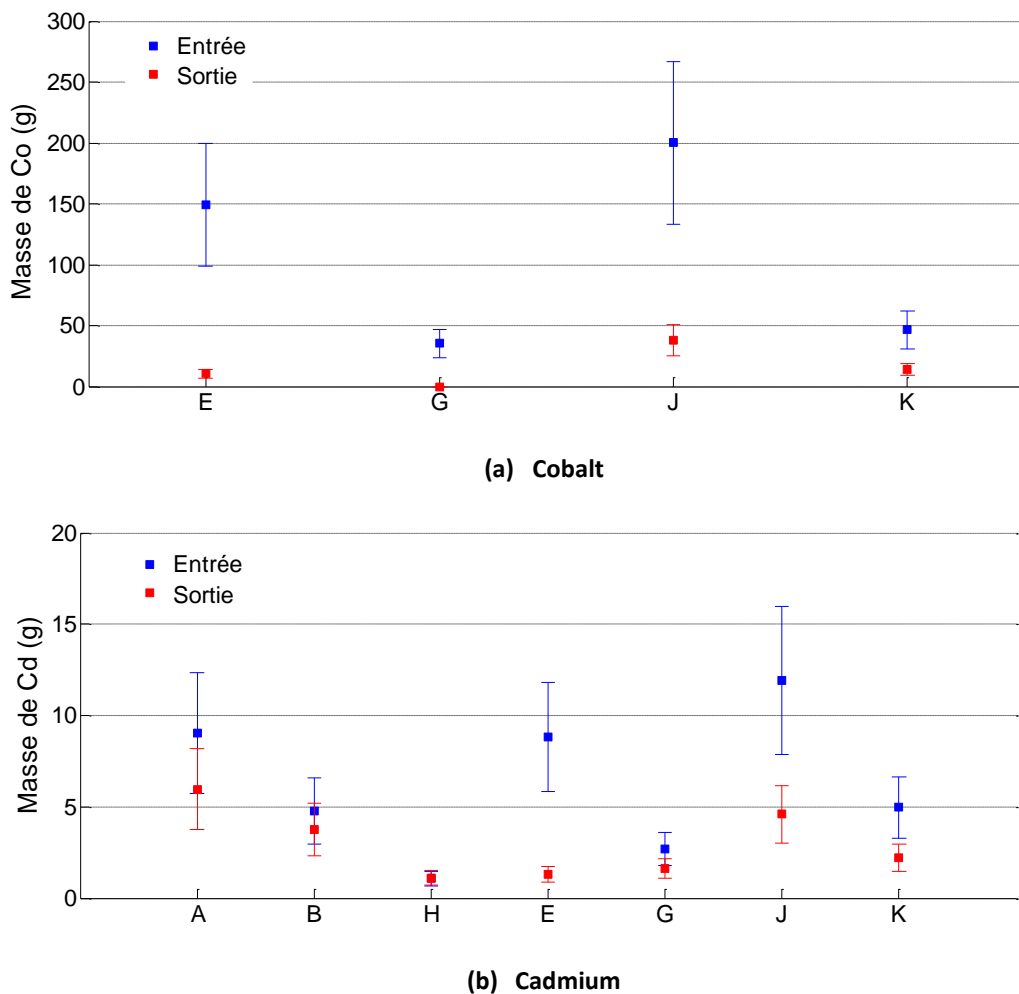 300
250
200
150
100
50
0
Masse de Co (g)
Entrée
Sortie
E G J K
(a) Cobalt
20
15
10
5
0
Masse de Cd (g)
Entrée
Sortie
A B H E G J K
(b) Cadmium